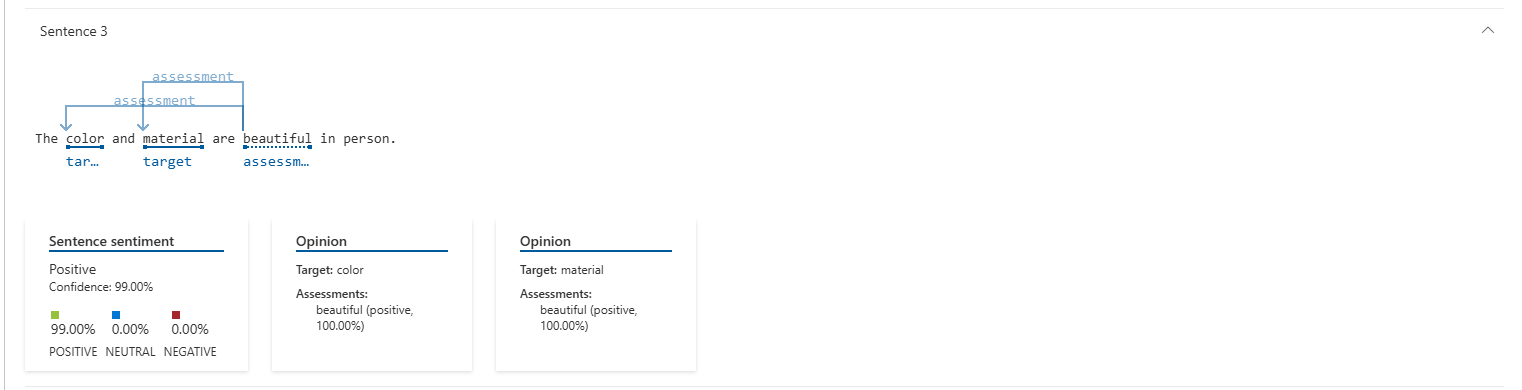 Sentence 3
assessment
assessment
The color and material are beautiful in person.
tar… target assessm…
Sentence sentiment
Positive
Confidence: 99.00%
99.00% 0.00% 0.00%
POSITIVE NEUTRAL NEGATIVE
Opinion
Target: color
Assessments:
beautiful (positive,
100.00%)
Opinion
Target: material
Assessments:
beautiful (positive,
100.00%)